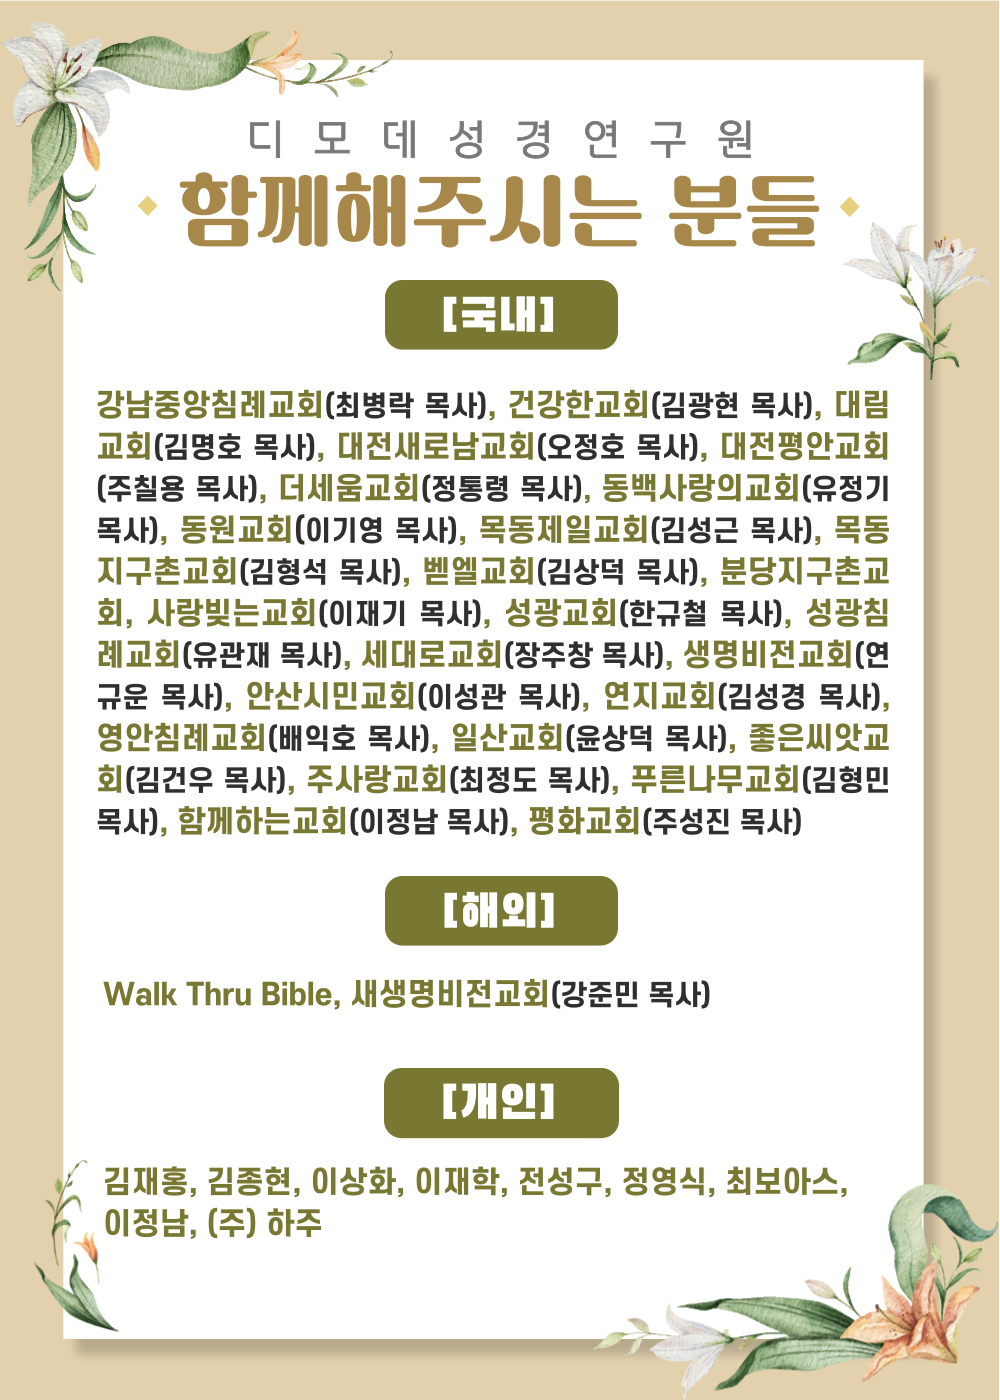 디모데성경연구원
함께해주시는 분들
[국내]
강남중앙침례교회(최병락 목사), 건강한교회(김광현 목사), 대림
교회(김명호 목사), 대전새로남교회(오정호 목사), 대전평안교회
(주칠용 목사), 더세움교회(정통령 목사), 동백사랑의교회(유정기
목사), 동원교회(이기영 목사), 목동제일교회(김성근 목사), 목동
지구촌교회(김형석 목사), 벧엘교회(김상덕 목사), 분당지구촌교
회, 사랑빚는교회(이재기 목사), 성광교회(한규철 목사), 성광침
례교회(유관재 목사), 세대로교회(장주창 목사), 생명비전교회(연
규운 목사), 안산시민교회(이성관 목사), 연지교회(김성경 목사),
영안침례교회(배익호 목사), 일산교회(윤상덕 목사), 좋은씨앗교
회(김건우 목사), 주사랑교회(최정도 목사), 푸른나무교회(김형민
목사), 함께하는교회(이정남 목사), 평화교회(주성진 목사)
[해외]
Walk Thru Bible, 새생명비전교회(강준민 목사)
[개인]
김재홍, 김종현, 이상화, 이재학, 전성구, 정영식, 최보아스,
이정남, (주) 하주